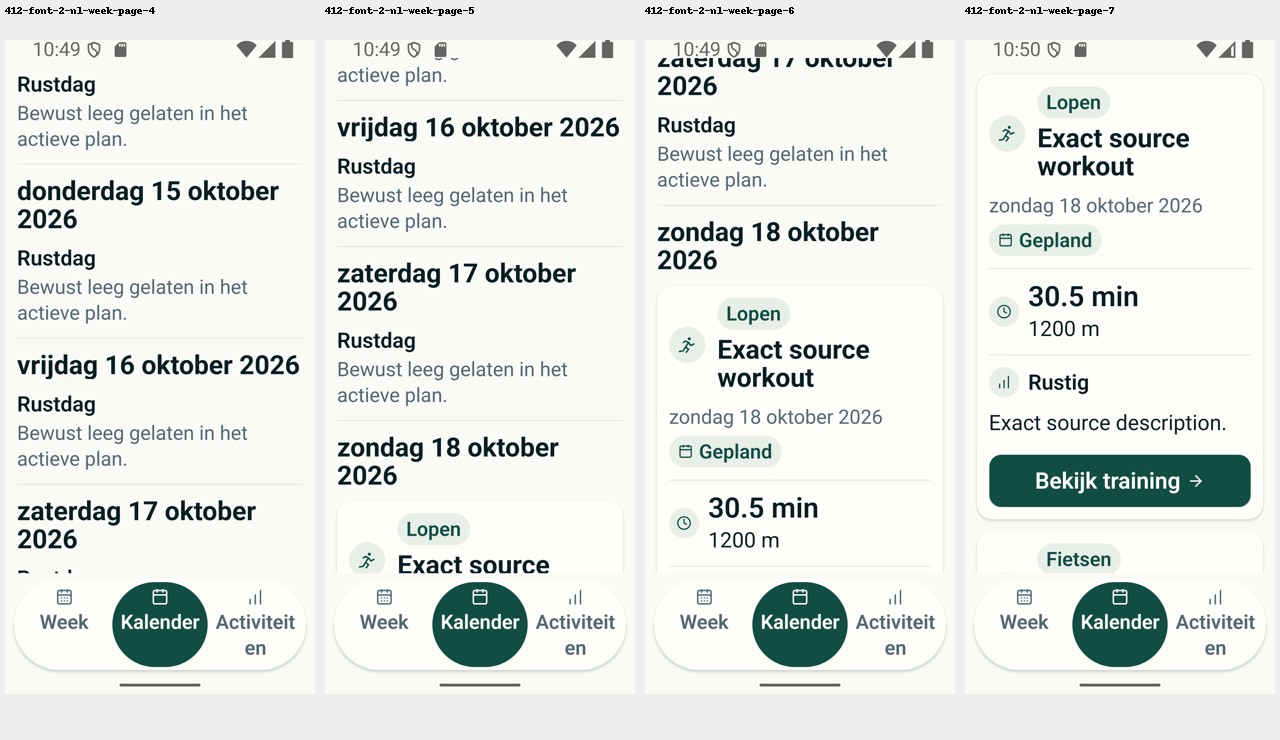 412-font-2-nl-week-page-4
10:49
Rustdag
Bewust leeg gelaten in het
actieve plan.
donderdag 15 oktober
2026
Rustdag
Bewust leeg gelaten in het
actieve plan.
vrijdag 16 oktober 2026
Rustdag
Bewust leeg gelaten in het
actieve plan.
zaterdag 17 oktober
2026
Week
Kalender
Activiteit
en
412-font-2-nl-week-page-5
10:49
actieve plan.
vrijdag 16 oktober 2026
Rustdag
Bewust leeg gelaten in het
actieve plan.
zaterdag 17 oktober
2026
Rustdag
Bewust leeg gelaten in het
actieve plan.
zondag 18 oktober
2026
Lopen
Exact source
Week
Kalender
Activiteit
en
412-font-2-nl-week-page-6
10:49
zaterdag 17 oktober
2026
Rustdag
Bewust leeg gelaten in het
actieve plan.
zondag 18 oktober
2026
Lopen
Exact source
workout
zondag 18 oktober 2026
Gepland
30.5 min
1200 m
Week
Kalender
Activiteit
en
412-font-2-nl-week-page-7
10:50
Lopen
Exact source
workout
zondag 18 oktober 2026
Gepland
30.5 min
1200 m
Rustig
Exact source description.
Bekijk training →
Fietsen
Week
Kalender
Activiteit
en